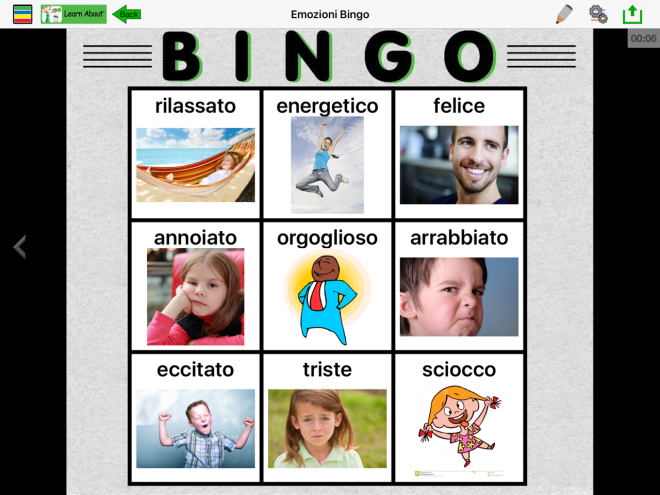 Learn About
Back
Emozioni Bingo
00:06
BINGO
rilassato
energetico
felice
annoiato
orgoglioso
arrabbiato
eccitato
triste
sciocco